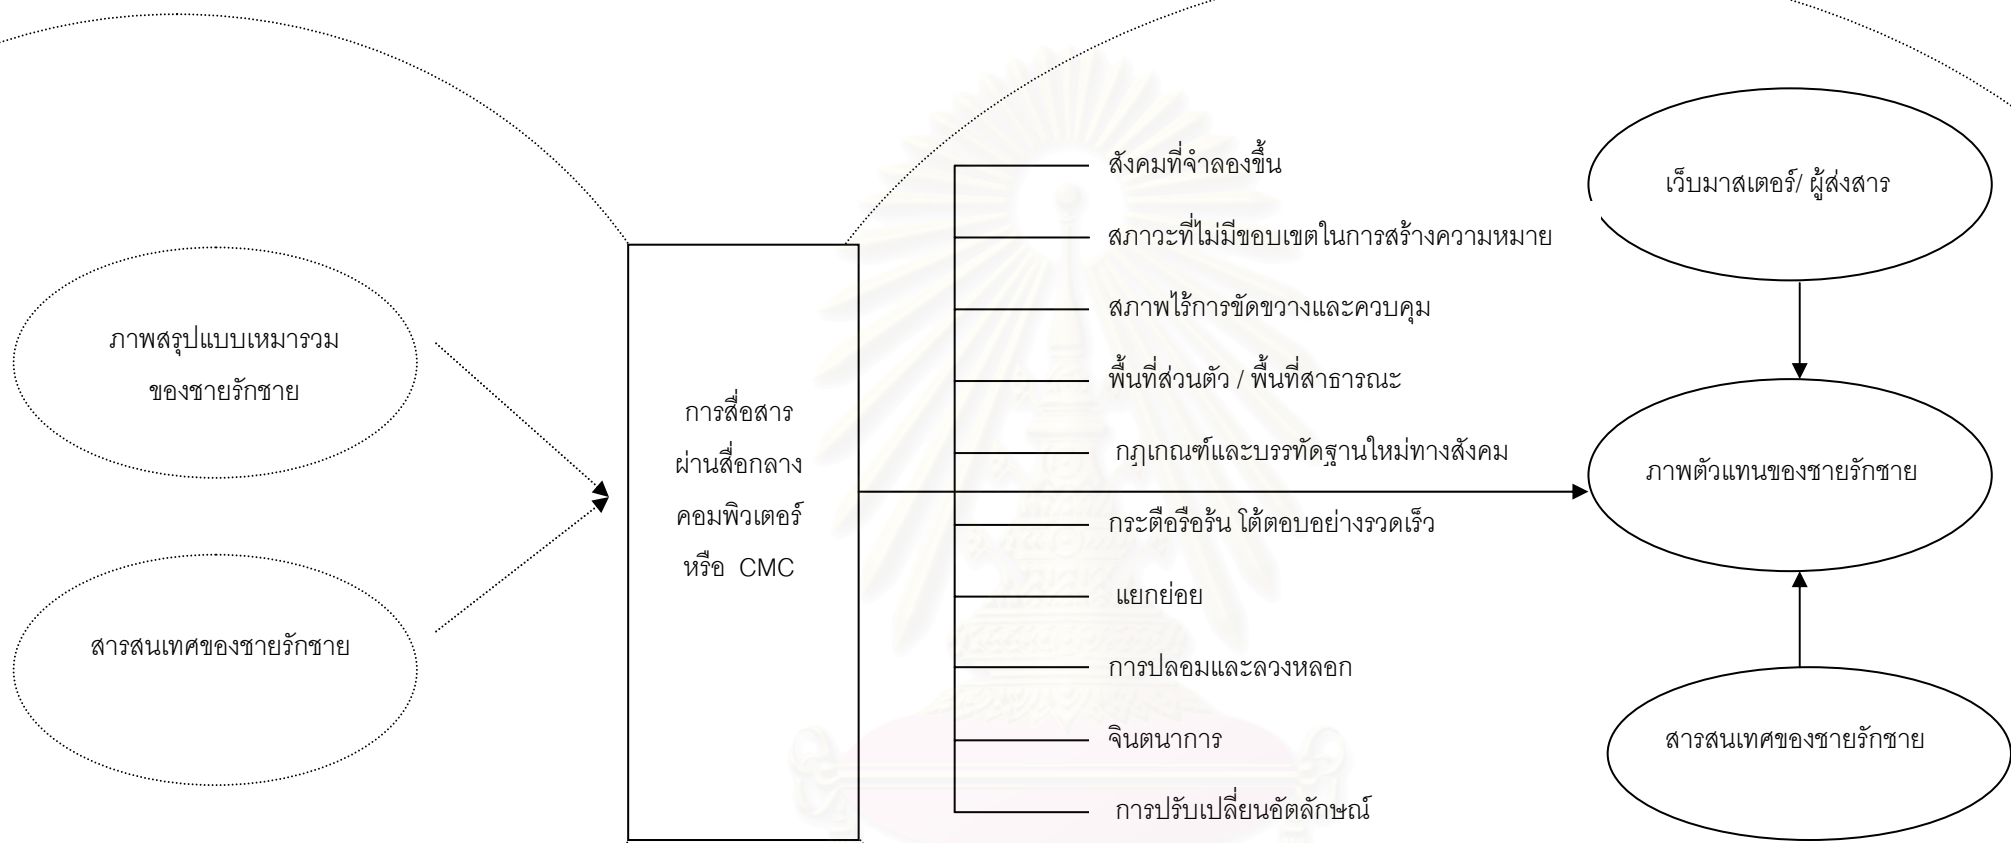 ภาพสรุปแบบเหมารวม
ของชายรักชาย
สารสนเทศของชายรักชาย
การสื่อสาร
ผ่านสื่อกลาง
คอมพิวเตอร์
หรือ CMC
สังคมที่จำลองขึ้น
สภาวะที่ไม่มีขอบเขตในการสร้างความหมาย
สภาพไร้การขัดขวางและควบคุม
พื้นที่ส่วนตัว / พื้นที่สาธารณะ
กฎเกณฑ์และบรรทัดฐานใหม่ทางสังคม
กระตือรือร้น โต้ตอบอย่างรวดเร็ว
แยกย่อย
การปลอมและลวงหลอก
จินตนาการ
การปรับเปลี่ยนอัตลักษณ์
เว็บมาสเตอร์/ ผู้ส่งสาร
ภาพตัวแทนของชายรักชาย
สารสนเทศของชายรักชาย